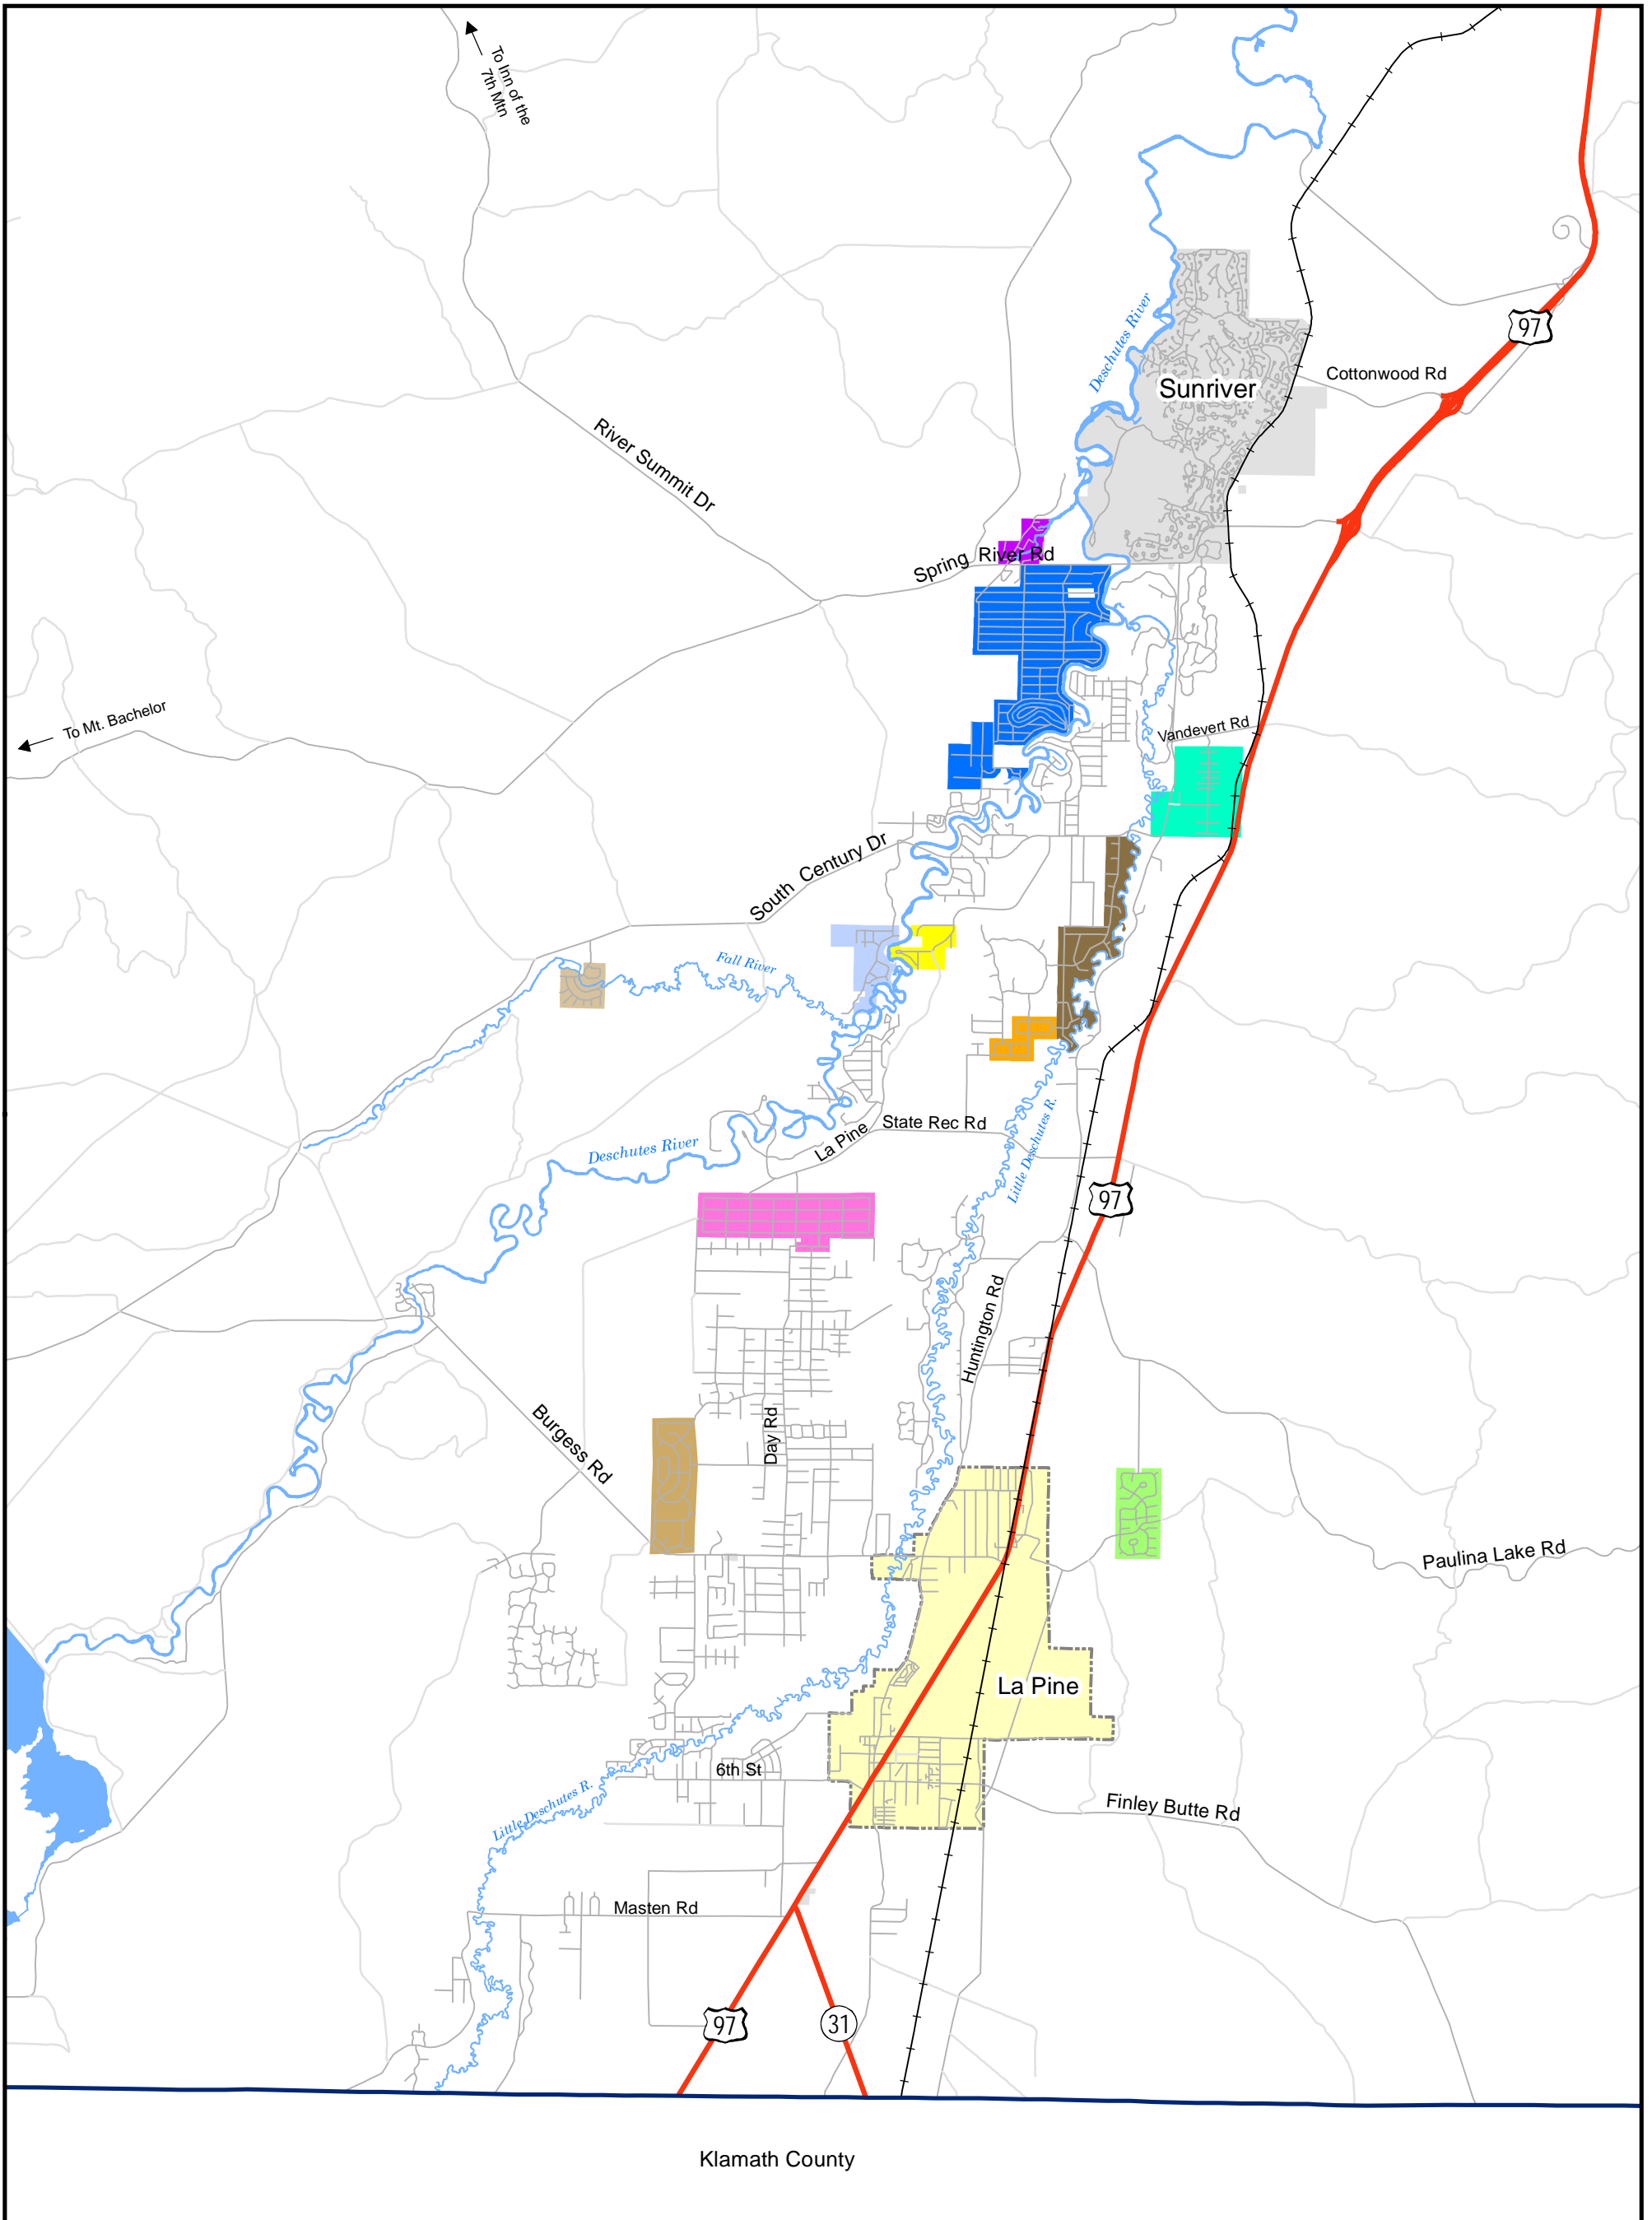 To Inn of the
7th Mtn
97
Deschutes River
Cottonwood Rd
Sunriver
River Summit Dr
Spring River Rd
To Mt. Bachelor
Vandevert Rd
South Century Dr
Fall River
La Pine State Rec Rd
Deschutes River
Little Deschutes R.
97
Huntington Rd
Burgess Rd
Day Rd
Paulina Lake Rd
La Pine
6th St
Little Deschutes R.
Finley Butte Rd
Masten Rd
97
31
Klamath County